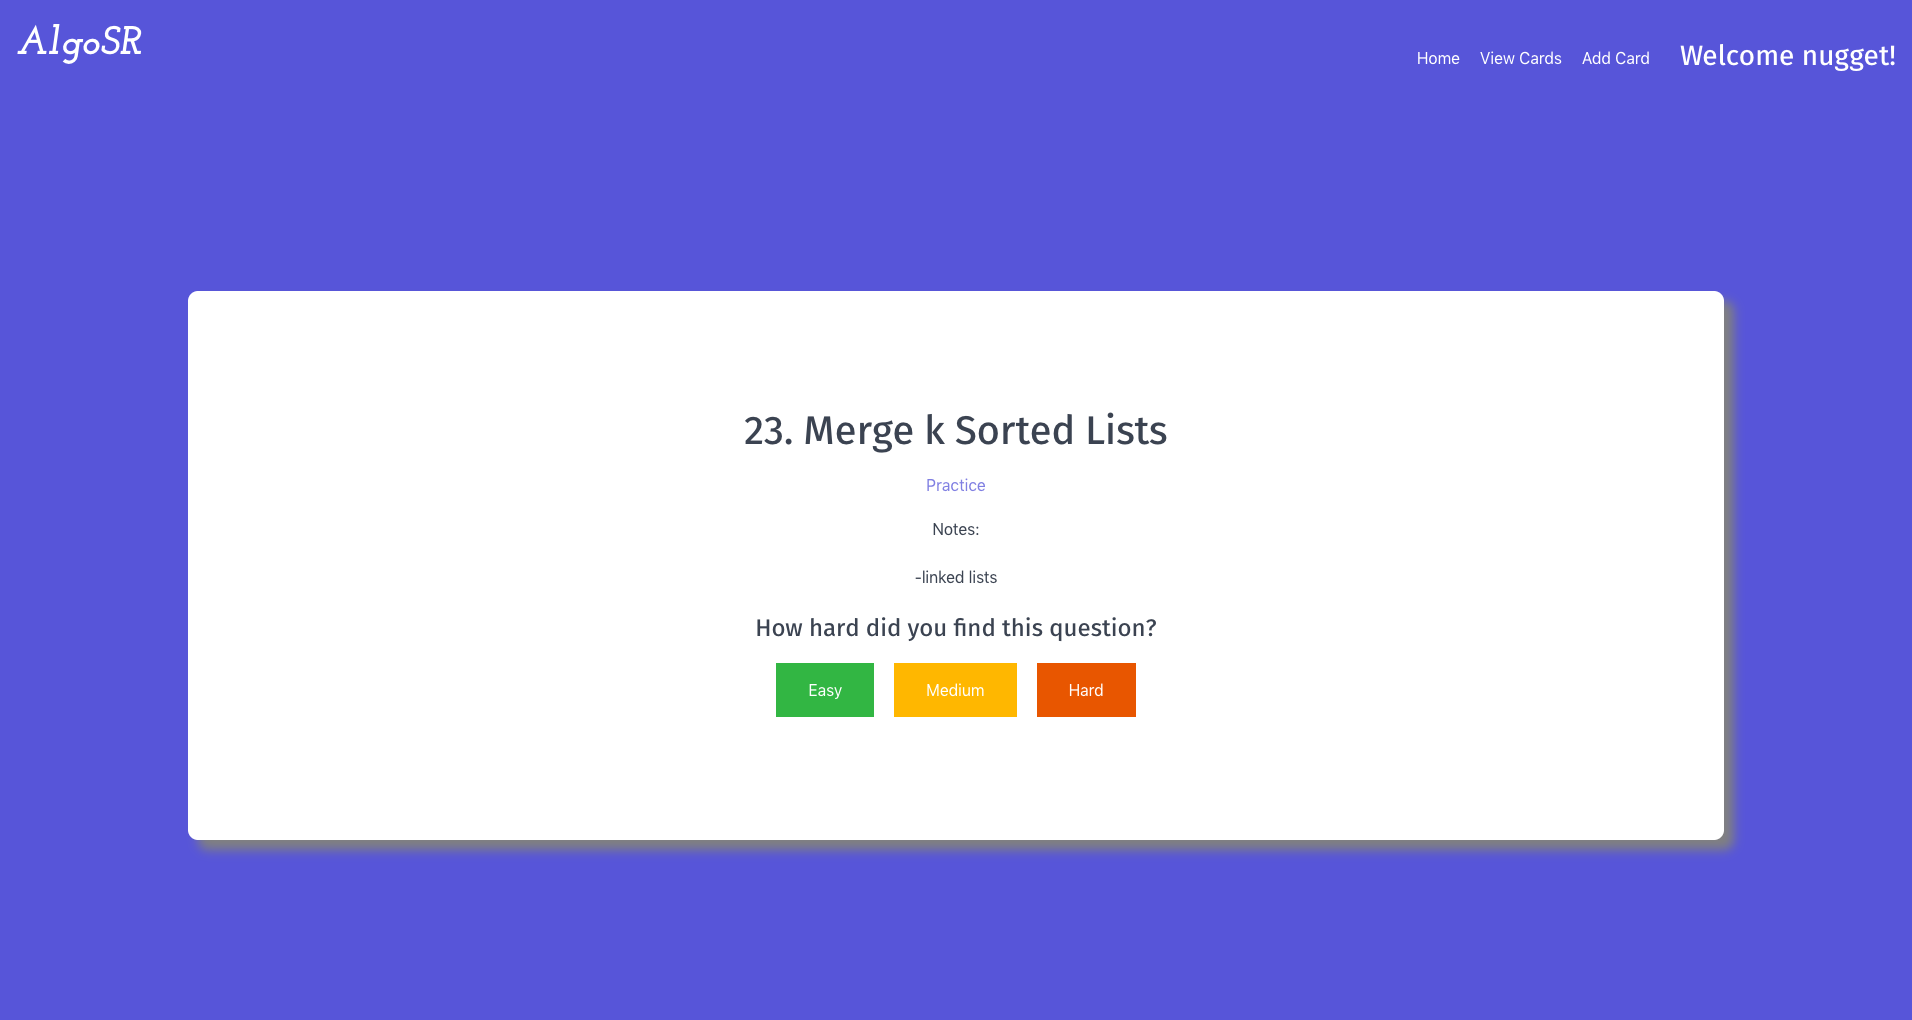 AlgoSR
Home View Cards Add Card Welcome nugget!
23. Merge k Sorted Lists
Practice
Notes:
-linked lists
How hard did you find this question?
Easy Medium Hard